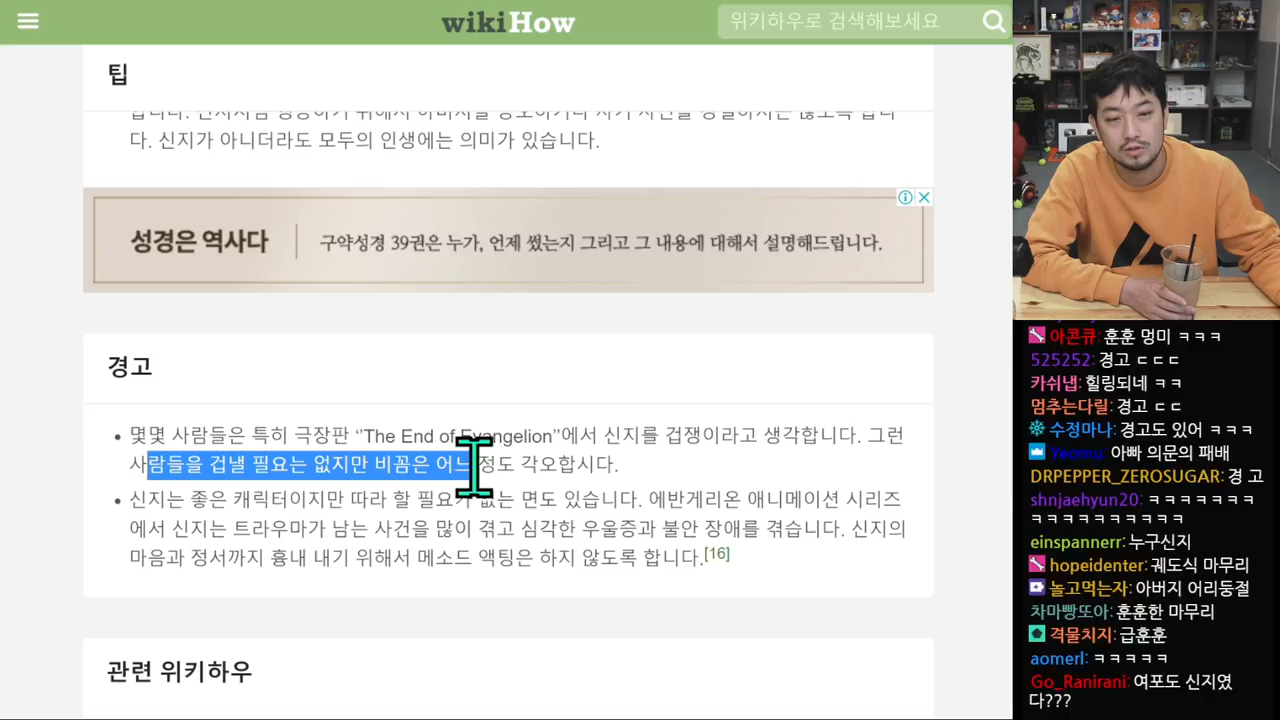 wikiHow
위키하우로 검색해보세요
팁
다. 신지가 아니더라도 모두의 인생에는 의미가 있습니다.
성경은 역사다
구약성경 39권은 누가, 언제 썼는지 그리고 그 내용에 대해서 설명해드립니다.
경고
몇몇 사람들은 특히 극장판 ‘’The End of Evangelion’’에서 신지를 겁쟁이라고 생각합니다. 그런
사람들을 겁낼 필요는 없지만 비꼼은 어느 정도 각오합시다.
신지는 좋은 캐릭터이지만 따라 할 필요가 없는 면도 있습니다. 에반게리온 애니메이션 시리즈
에서 신지는 트라우마가 남는 사건을 많이 겪고 심각한 우울증과 불안 장애를 겪습니다. 신지의
마음과 정서까지 흉내 내기 위해서 메소드 액팅은 하지 않도록 합니다.[16]
관련 위키하우
야콘큐: 훈훈 멍미 ㅋㅋㅋ
525252: 경고 ㄷㄷㄷ
카쉬냅: 힐링되네 ㅋㅋ
멈추는다릴: 경고 ㄷㄷ
수정마나: 경고도 있어 ㅋㅋㅋ
Yeomu: 아빠 의문의 패배
DRPEPPER_ZEROSUGAR: 경 고
shnjaehyun20: ㅋㅋㅋㅋㅋㅋㅋ
ㅋㅋㅋㅋㅋㅋㅋㅋㅋㅋ
einspannerr: 누구신지
hopeidenter: 궤도식 마무리
놀고먹는자: 아버지 어리둥절
차마빵또아: 훈훈한 마무리
격물치지: 급훈훈
aomerl: ㅋㅋㅋㅋㅋ
Go_Ranirani: 여포도 신지였
다???